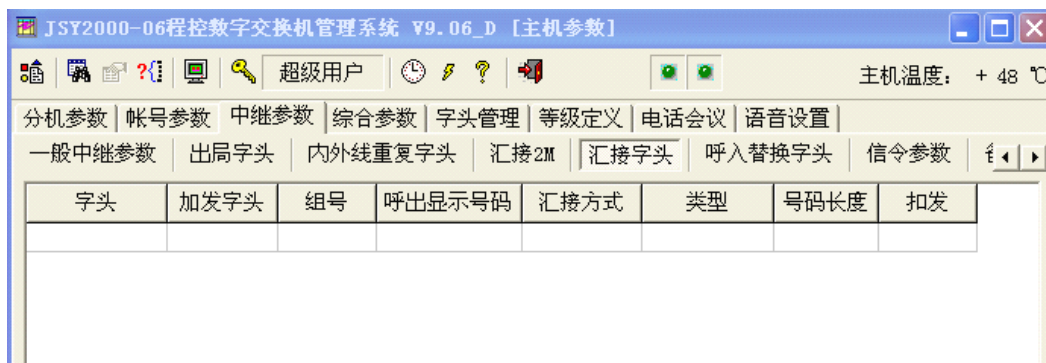 JSY2000-06程控数字交换机管理系统 V9.06_D [主机参数]
超级用户 主机温度： + 48 ℃
分机参数 帐号参数 中继参数 综合参数 字头管理 等级定义 电话会议 语音设置
一般中继参数 出局字头 内外线重复字头 汇接2M 汇接字头 呼入替换字头 信令参数
字头 加发字头 组号 呼出显示号码 汇接方式 类型 号码长度 扣发